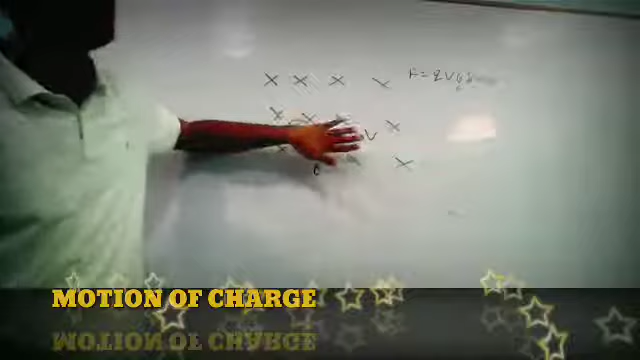 × × × ×
F = qVB
× × ×
V
×
MOTION OF CHARGE